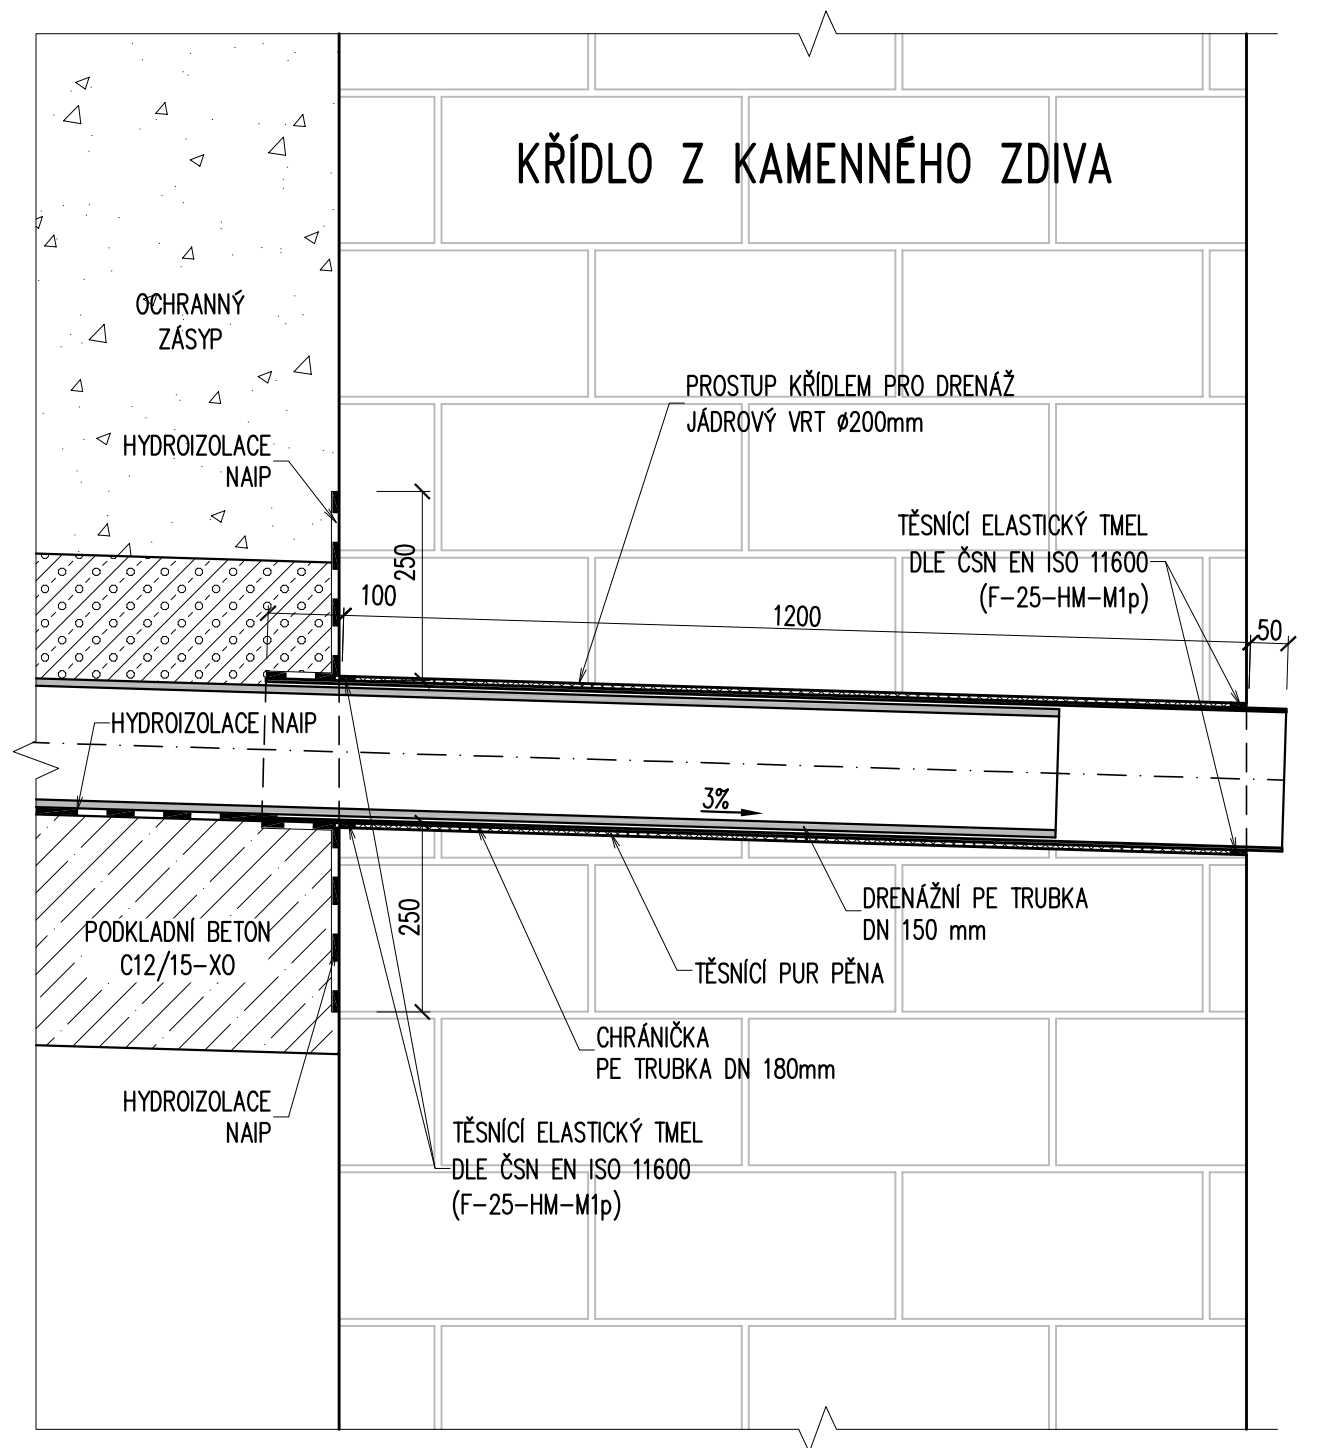 KŘÍDLO Z KAMENNÉHO ZDIVA
OCHRANNÝ
ZÁSYP
PROSTUP KŘÍDLEM PRO DRENÁŽ
JÁDROVÝ VRT Ø200mm
HYDROIZOLACE
NAIP
TĚSNÍCÍ ELASTICKÝ TMEL
DLE ČSN EN ISO 11600
(F-25-HM-M1p)
250
100
1200
50
HYDROIZOLACE NAIP
3%
DRENÁŽNÍ PE TRUBKA
DN 150 mm
250
PODKLADNÍ BETON
C12/15-XO
TĚSNÍCÍ PUR PĚNA
CHRÁNIČKA
PE TRUBKA DN 180mm
HYDROIZOLACE
NAIP
TĚSNÍCÍ ELASTICKÝ TMEL
DLE ČSN EN ISO 11600
(F-25-HM-M1p)